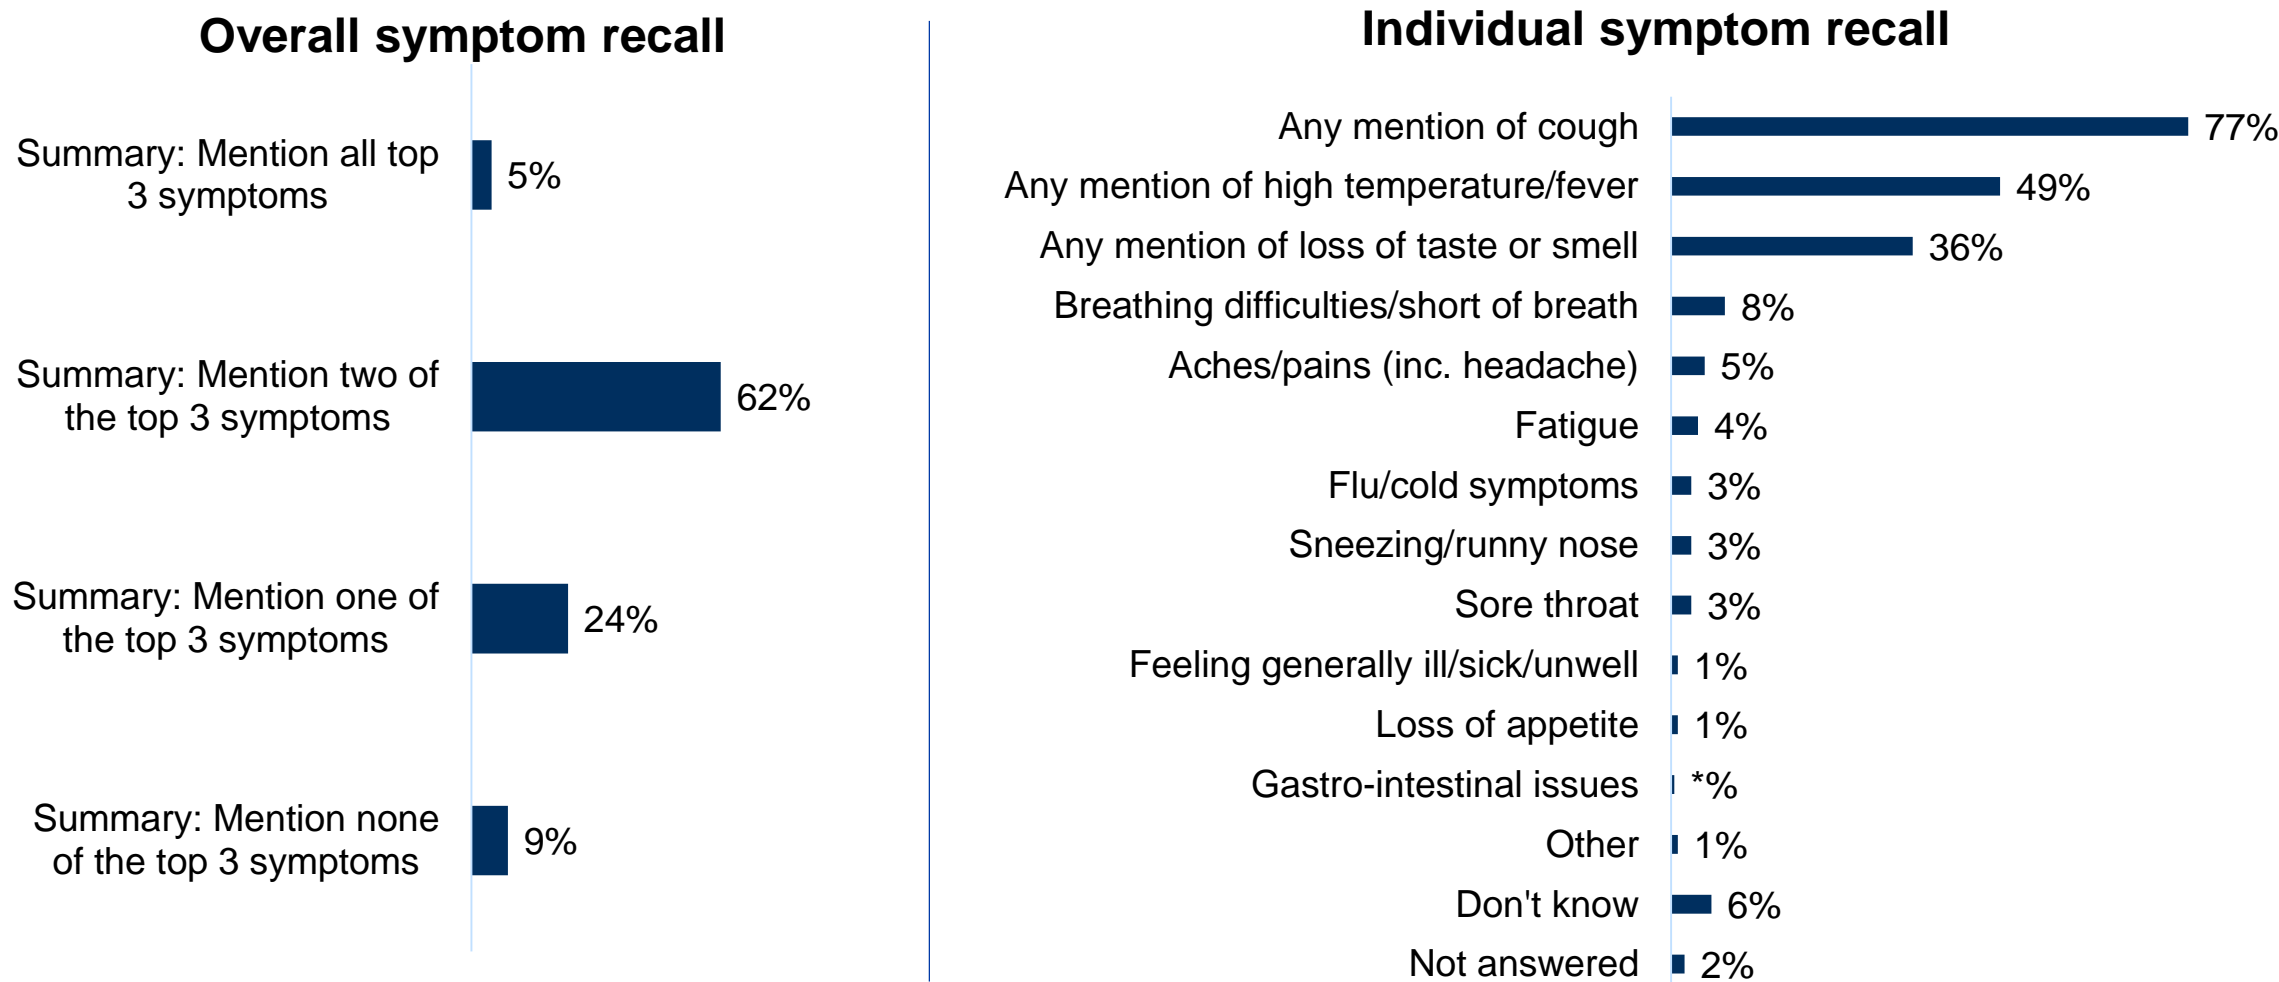 Overall symptom recall
Summary: Mention all top
3 symptoms
5%
Summary: Mention two of
the top 3 symptoms
62%
Summary: Mention one of
the top 3 symptoms
24%
Summary: Mention none
of the top 3 symptoms
9%
Individual symptom recall
Any mention of cough
77%
Any mention of high temperature/fever
49%
Any mention of loss of taste or smell
36%
Breathing difficulties/short of breath
8%
Aches/pains (inc. headache)
5%
Fatigue
4%
Flu/cold symptoms
3%
Sneezing/runny nose
3%
Sore throat
3%
Feeling generally ill/sick/unwell
1%
Loss of appetite
1%
Gastro-intestinal issues
*%
Other
1%
Don't know
6%
Not answered
2%